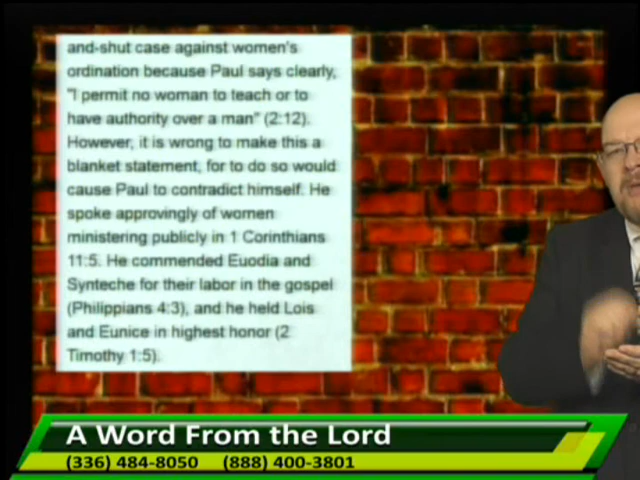 and-shut case against women's
ordination because Paul says clearly,
"I permit no woman to teach or to
have authority over a man" (2:12).
However, it is wrong to make this a
blanket statement, for to do so would
cause Paul to contradict himself. He
spoke approvingly of women
ministering publicly in 1 Corinthians
11:5. He commended Euodia and
Synteche for their labor in the gospel
(Philippians 4:3), and he held Lois
and Eunice in highest honor (2
Timothy 1:5).
A Word From the Lord
(336) 484-8050 (888) 400-3801